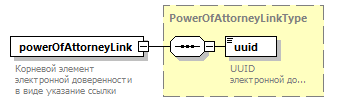 PowerOfAttorneyLinkType
powerOfAttorneyLink
uuid
Корневой элемент
электронной доверенности
в виде указание ссылки
UUID
электронной до...